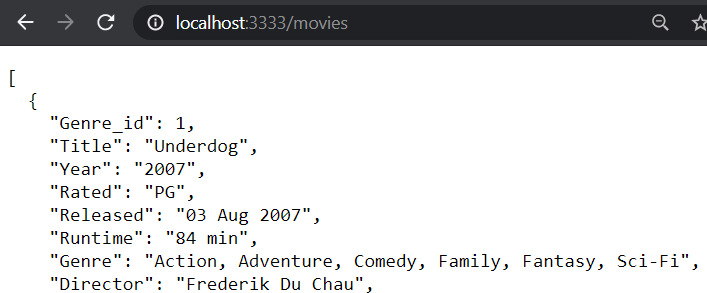 localhost:3333/movies
[
{
"Genre_id": 1,
"Title": "Underdog",
"Year": "2007",
"Rated": "PG",
"Released": "03 Aug 2007",
"Runtime": "84 min",
"Genre": "Action, Adventure, Comedy, Family, Fantasy, Sci-Fi",
"Director": "Frederik Du Chau",